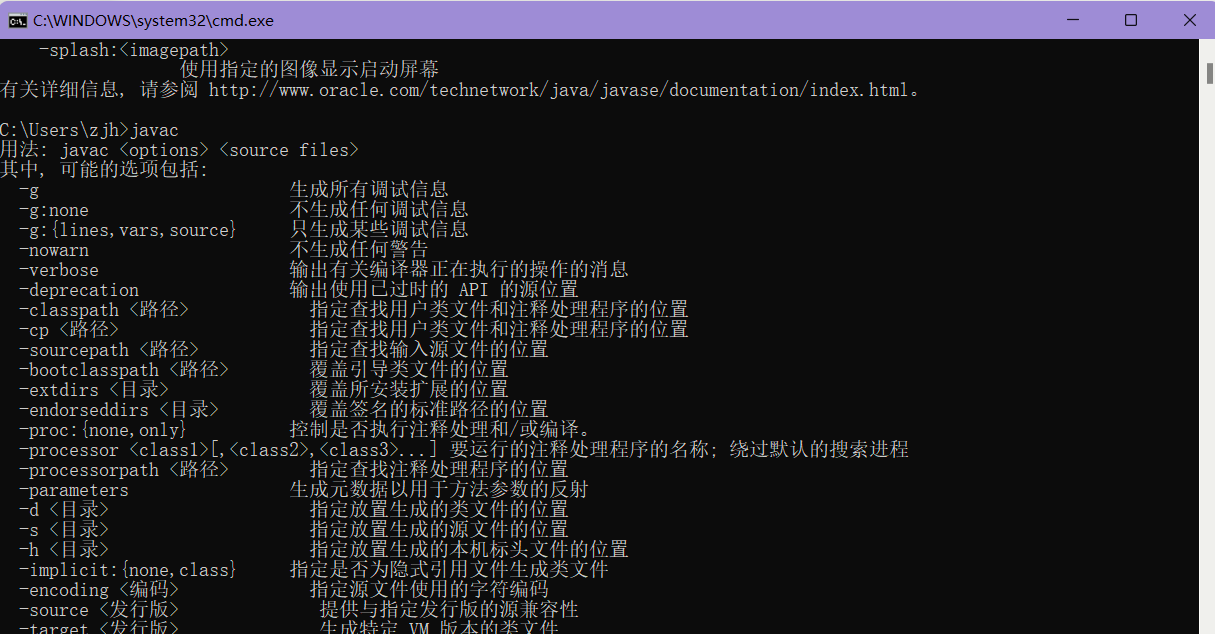 C:\WINDOWS\system32\cmd.exe
-splash:<imagepath>
使用指定的图像显示启动屏幕
有关详细信息, 请参阅 http://www.oracle.com/technetwork/java/javase/documentation/index.html。
C:\Users\zjh>javac
用法: javac <options> <source files>
其中, 可能的选项包括:
-g 生成所有调试信息
-g:none 不生成任何调试信息
-g:{lines,vars,source} 只生成某些调试信息
-nowarn 不生成任何警告
-verbose 输出有关编译器正在执行的操作的消息
-deprecation 输出使用已过时的 API 的源位置
-classpath <路径> 指定查找用户类文件和注释处理程序的位置
-cp <路径> 指定查找用户类文件和注释处理程序的位置
-sourcepath <路径> 指定查找输入源文件的位置
-bootclasspath <路径> 覆盖引导类文件的位置
-extdirs <目录> 覆盖所安装扩展的位置
-endorseddirs <目录> 覆盖签名的标准路径的位置
-proc:{none,only} 控制是否执行注释处理和/或编译。
-processor <class1>[,<class2>,<class3>...] 要运行的注释处理程序的名称; 绕过默认的搜索进程
-processorpath <路径> 指定查找注释处理程序的位置
-parameters 生成元数据以用于方法参数的反射
-d <目录> 指定放置生成的类文件的位置
-s <目录> 指定放置生成的源文件的位置
-h <目录> 指定放置生成的本机标头文件的位置
-implicit:{none,class} 指定是否为隐式引用文件生成类文件
-encoding <编码> 指定源文件使用的字符编码
-source <发行版> 提供与指定发行版的源兼容性
-target <发行版> 生成特定 VM 版本的类文件